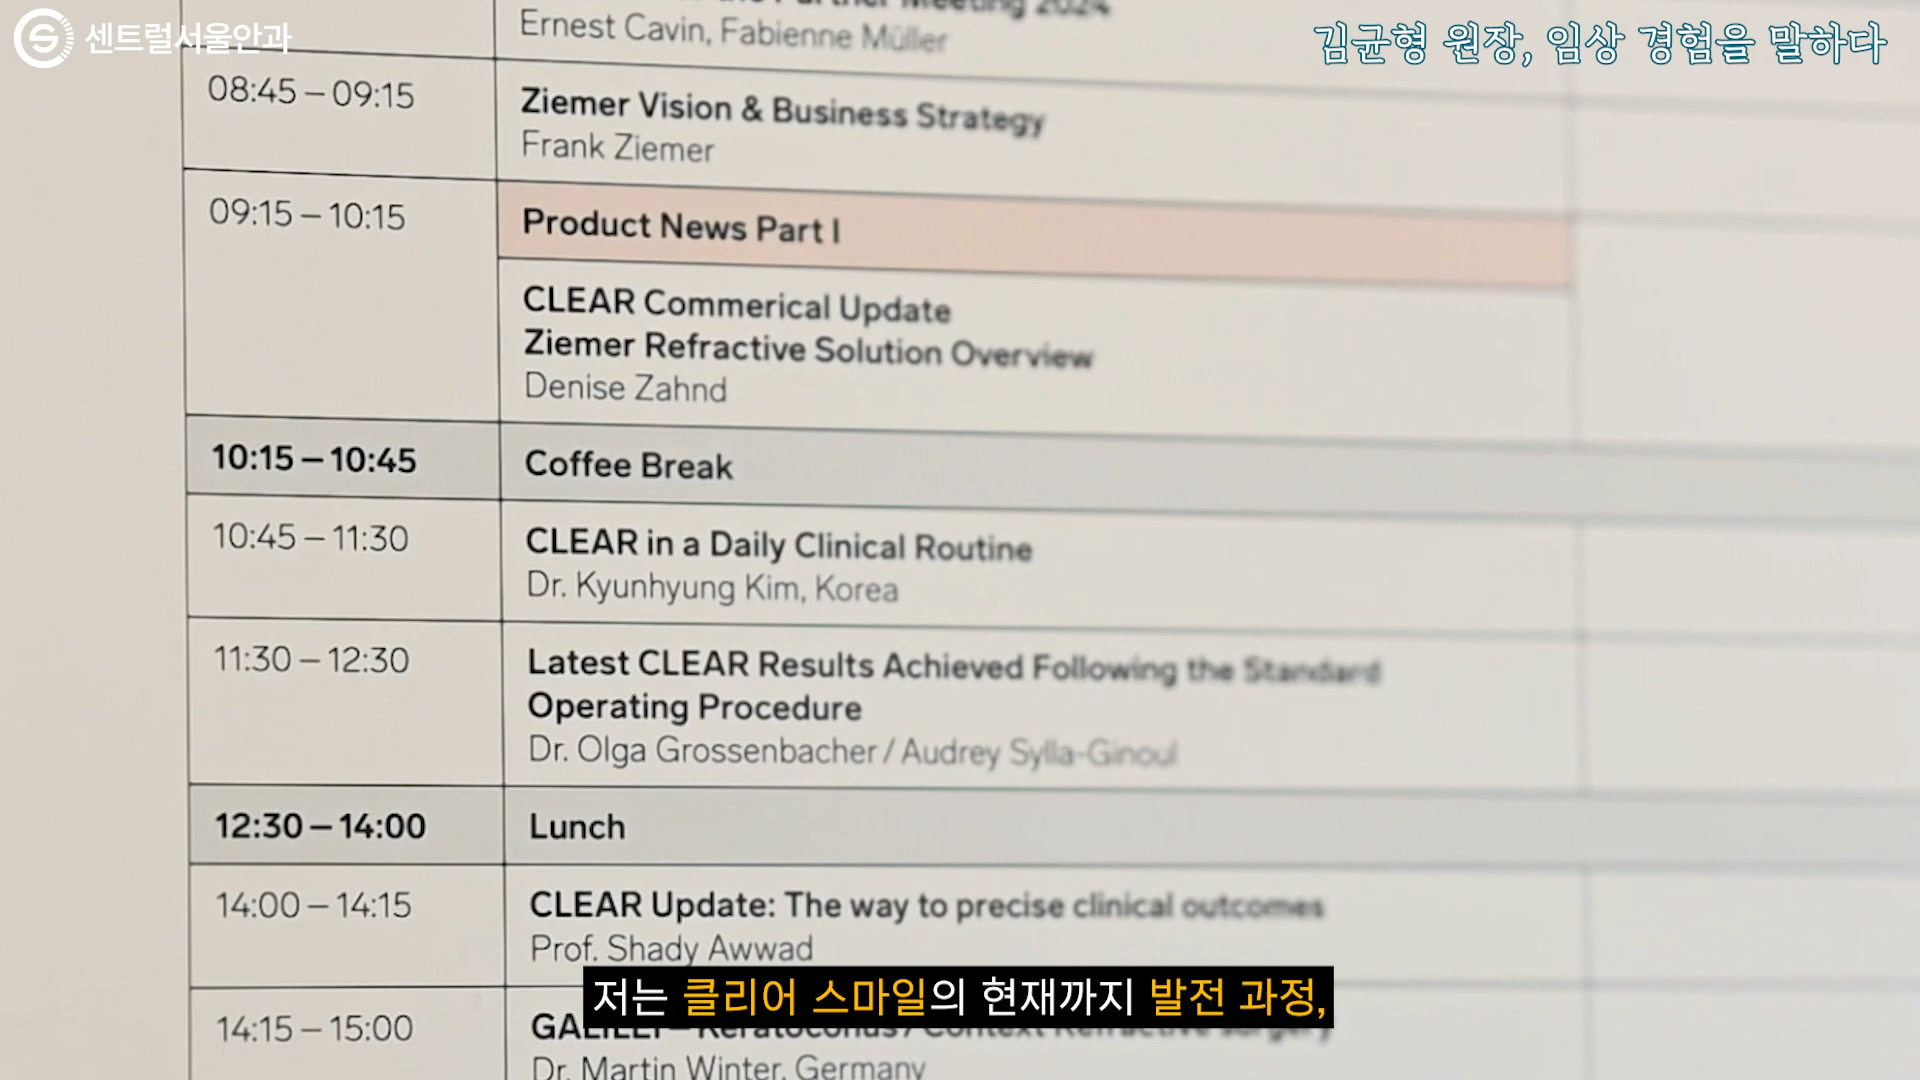 센트럴서울안과
김균형 원장, 임상 경험을 말하다
Meeting 2024
Ernest Cavin, Fabienne Müller
08:45 – 09:15
Ziemer Vision & Business Strategy
Frank Ziemer
09:15 – 10:15
Product News Part I
CLEAR Commerical Update
Ziemer Refractive Solution Overview
Denise Zahnd
10:15 – 10:45
Coffee Break
10:45 – 11:30
CLEAR in a Daily Clinical Routine
Dr. Kyunhyung Kim, Korea
11:30 – 12:30
Latest CLEAR Results Achieved Following the Standard
Operating Procedure
Dr. Olga Grossenbacher / Audrey Sylla-Ginoul
12:30 – 14:00
Lunch
14:00 – 14:15
CLEAR Update: The way to precise clinical outcomes
Prof. Shady Awwad
14:15 – 15:00
GALILEI – Keratoconus / Context Refractive surgery
Dr. Martin Winter, Germany
저는 클리어 스마일의 현재까지 발전 과정,